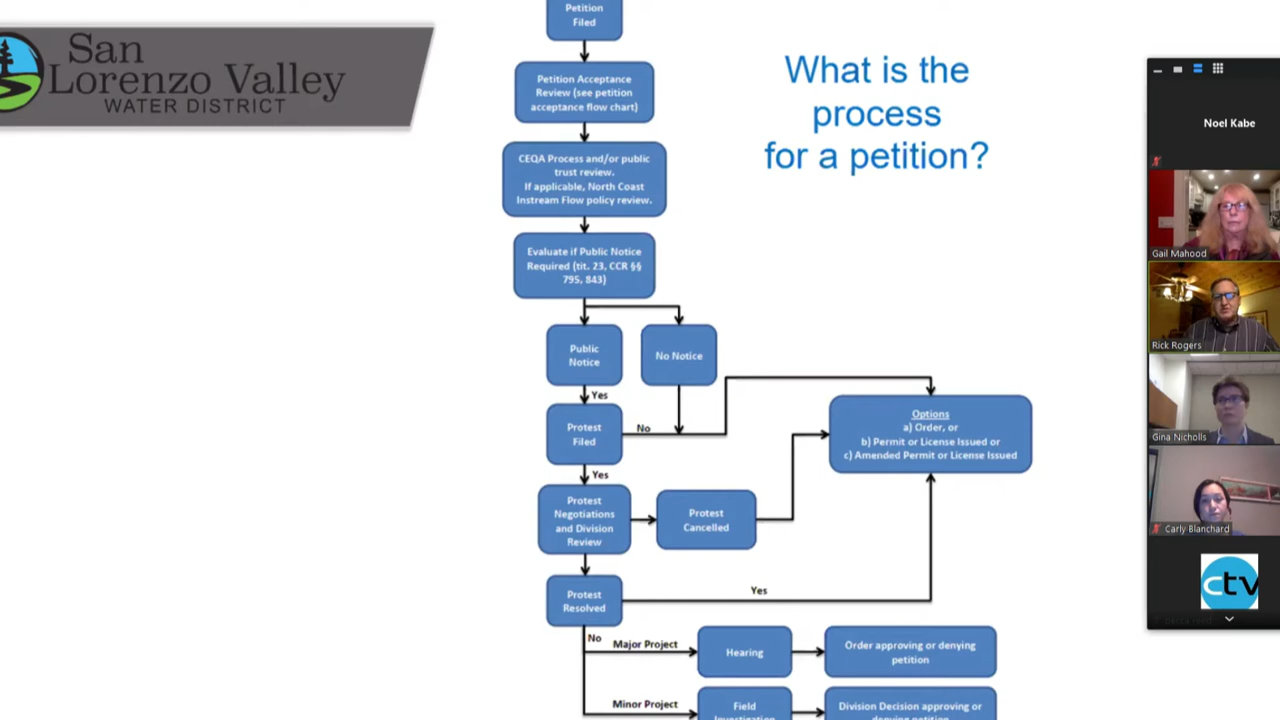 San
Lorenzo Valley
WATER DISTRICT
Petition
Filed
Petition Acceptance
Review (see petition
acceptance flow chart)
CEQA Process and/or public
trust review.
If applicable, North Coast
Instream Flow policy review.
Evaluate if Public Notice
Required (tit. 23, CCR §§
795, 843)
Public
Notice
No Notice
Yes
Protest
Filed
No
Yes
Protest
Negotiations
and Division
Review
Protest
Cancelled
Options
a) Order, or
b) Permit or License Issued or
c) Amended Permit or License Issued
Protest
Resolved
Yes
No
Major Project
Hearing
Order approving or denying
petition
Minor Project
Field
Investigation
Division Decision approving or
denying petition
What is the
process
for a petition?
Noel Kabe
Gail Mahood
Rick Rogers
Gina Nicholls
Carly Blanchard
ctv